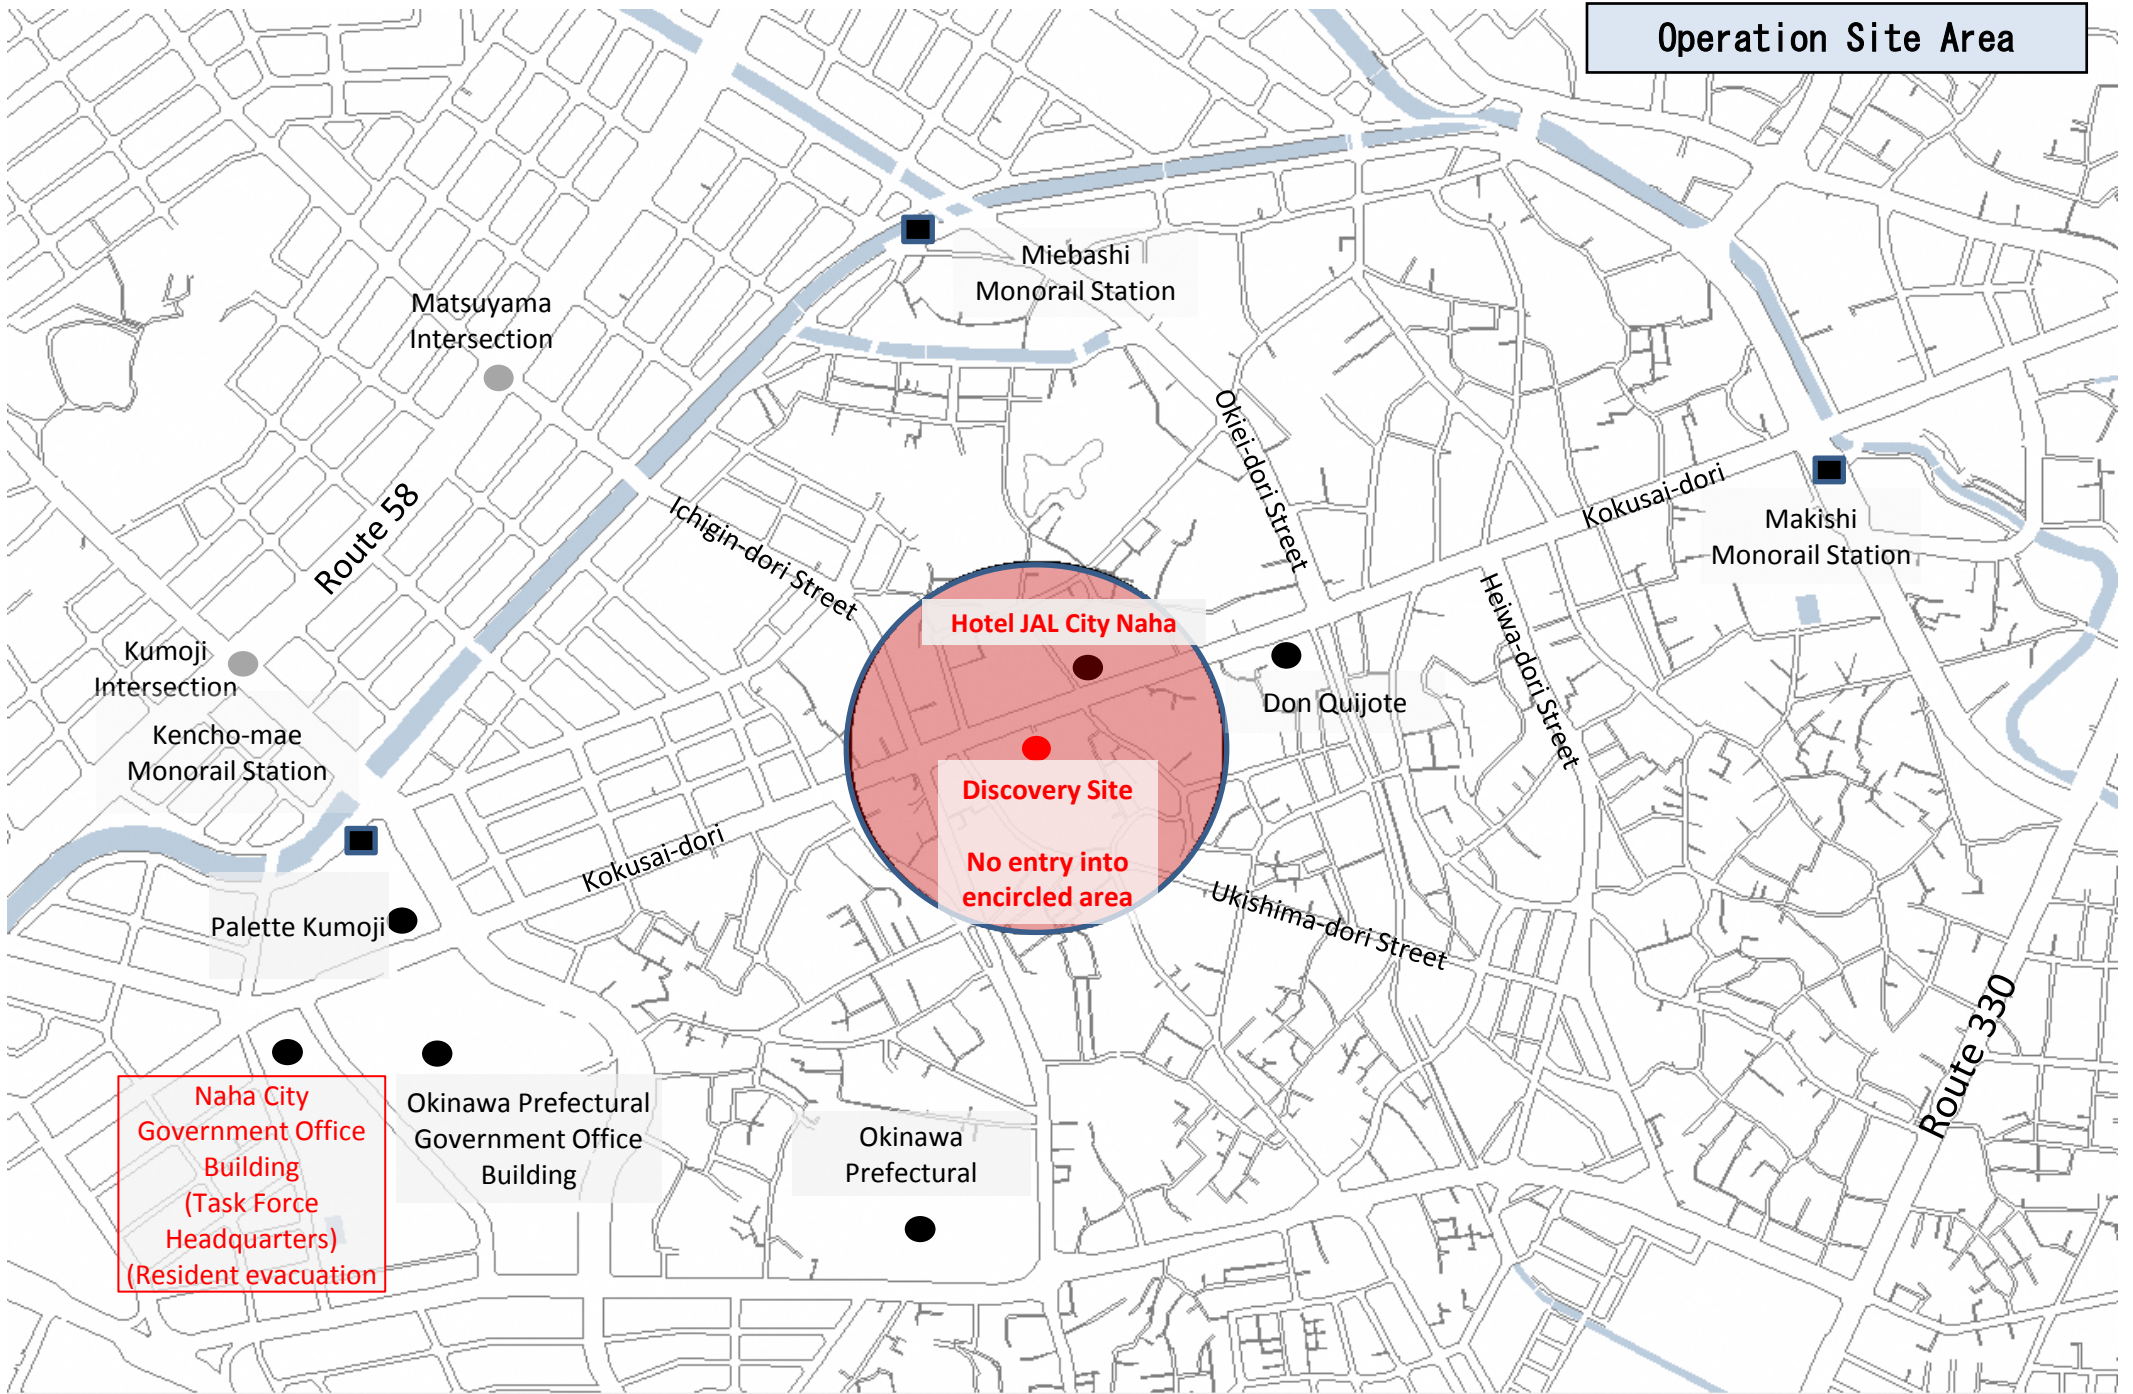 Operation Site Area
Miebashi
Monorail Station
Matsuyama
Intersection
Route 58
Okiei-dori Street
Kokusai-dori
Makishi
Monorail Station
Ichigin-dori Street
Hotel JAL City Naha
Heiwa-dori Street
Kumoji
Intersection
Kencho-mae
Monorail Station
Don Quijote
Discovery Site
No entry into
encircled area
Kokusai-dori
Ukishima-dori Street
Palette Kumoji
Route 330
Naha City
Government Office
Building
(Task Force
Headquarters)
(Resident evacuation
Okinawa Prefectural
Government Office
Building
Okinawa
Prefectural